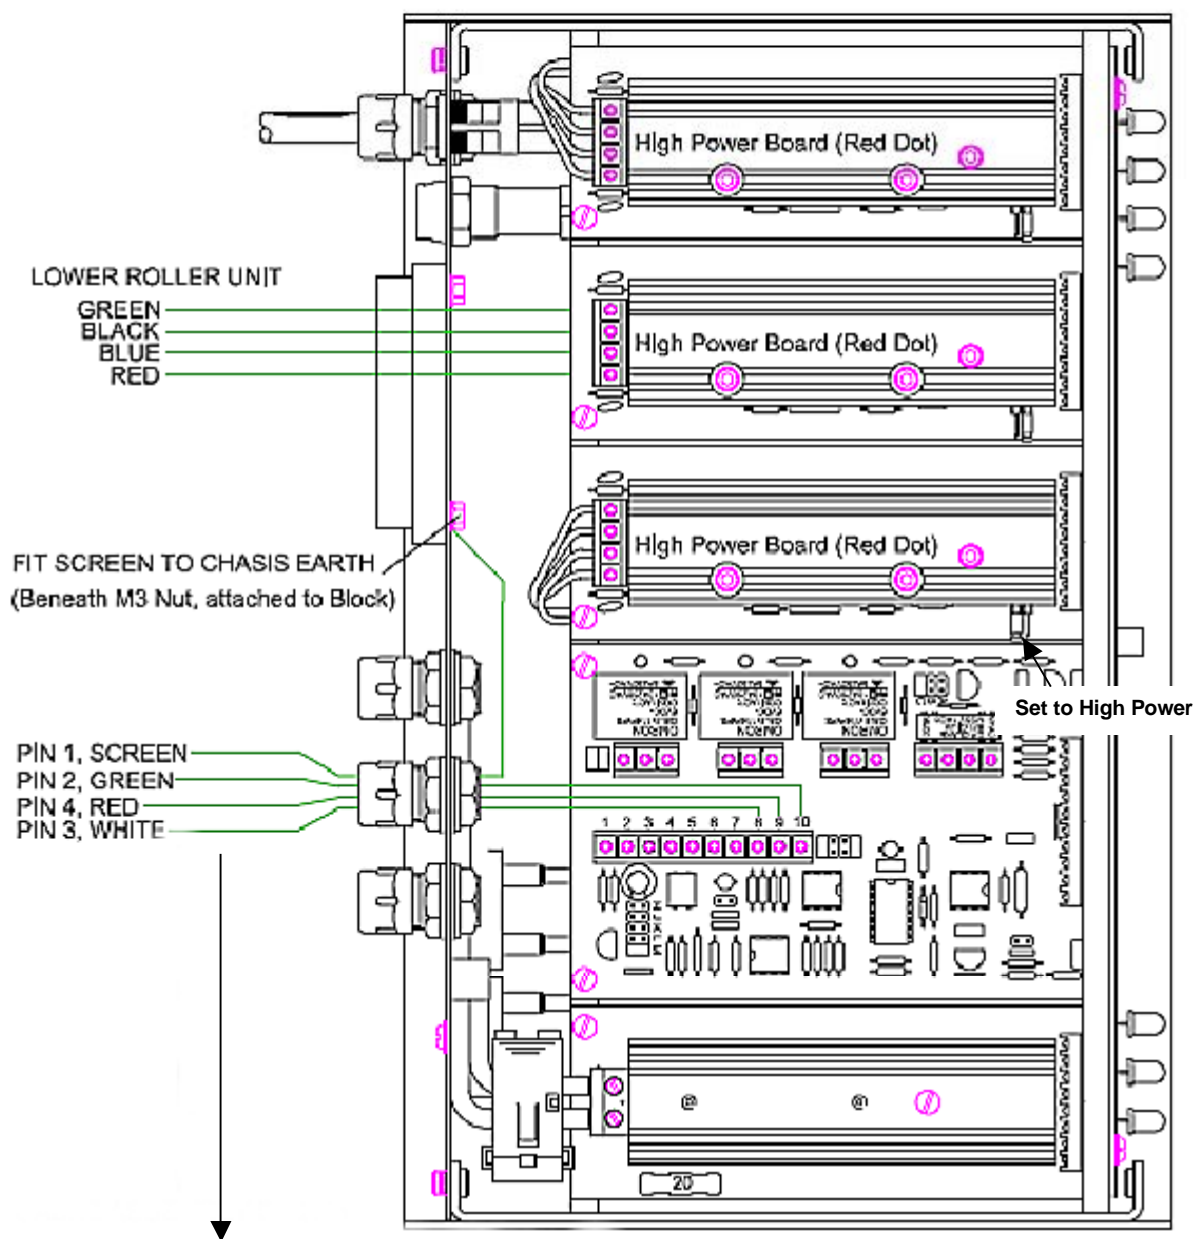 High Power Board (Red Dot)
LOWER ROLLER UNIT
GREEN
BLACK
BLUE
RED
High Power Board (Red Dot)
High Power Board (Red Dot)
FIT SCREEN TO CHASIS EARTH
(Beneath M3 Nut, attached to Block)
Set to High Power
OMRON
OMRON
OMRON
PIN 1, SCREEN
PIN 2, GREEN
PIN 4, RED
PIN 3, WHITE
1 2 3 4 5 6 7 8 9 10
@ @
20